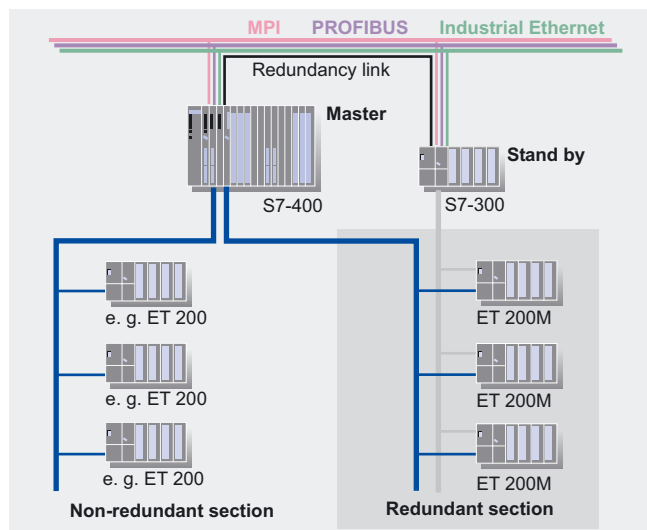 MPI PROFIBUS Industrial Ethernet
Redundancy link
Master
Stand by
S7-400
S7-300
e. g. ET 200
ET 200M
e. g. ET 200
ET 200M
e. g. ET 200
ET 200M
Non-redundant section
Redundant section